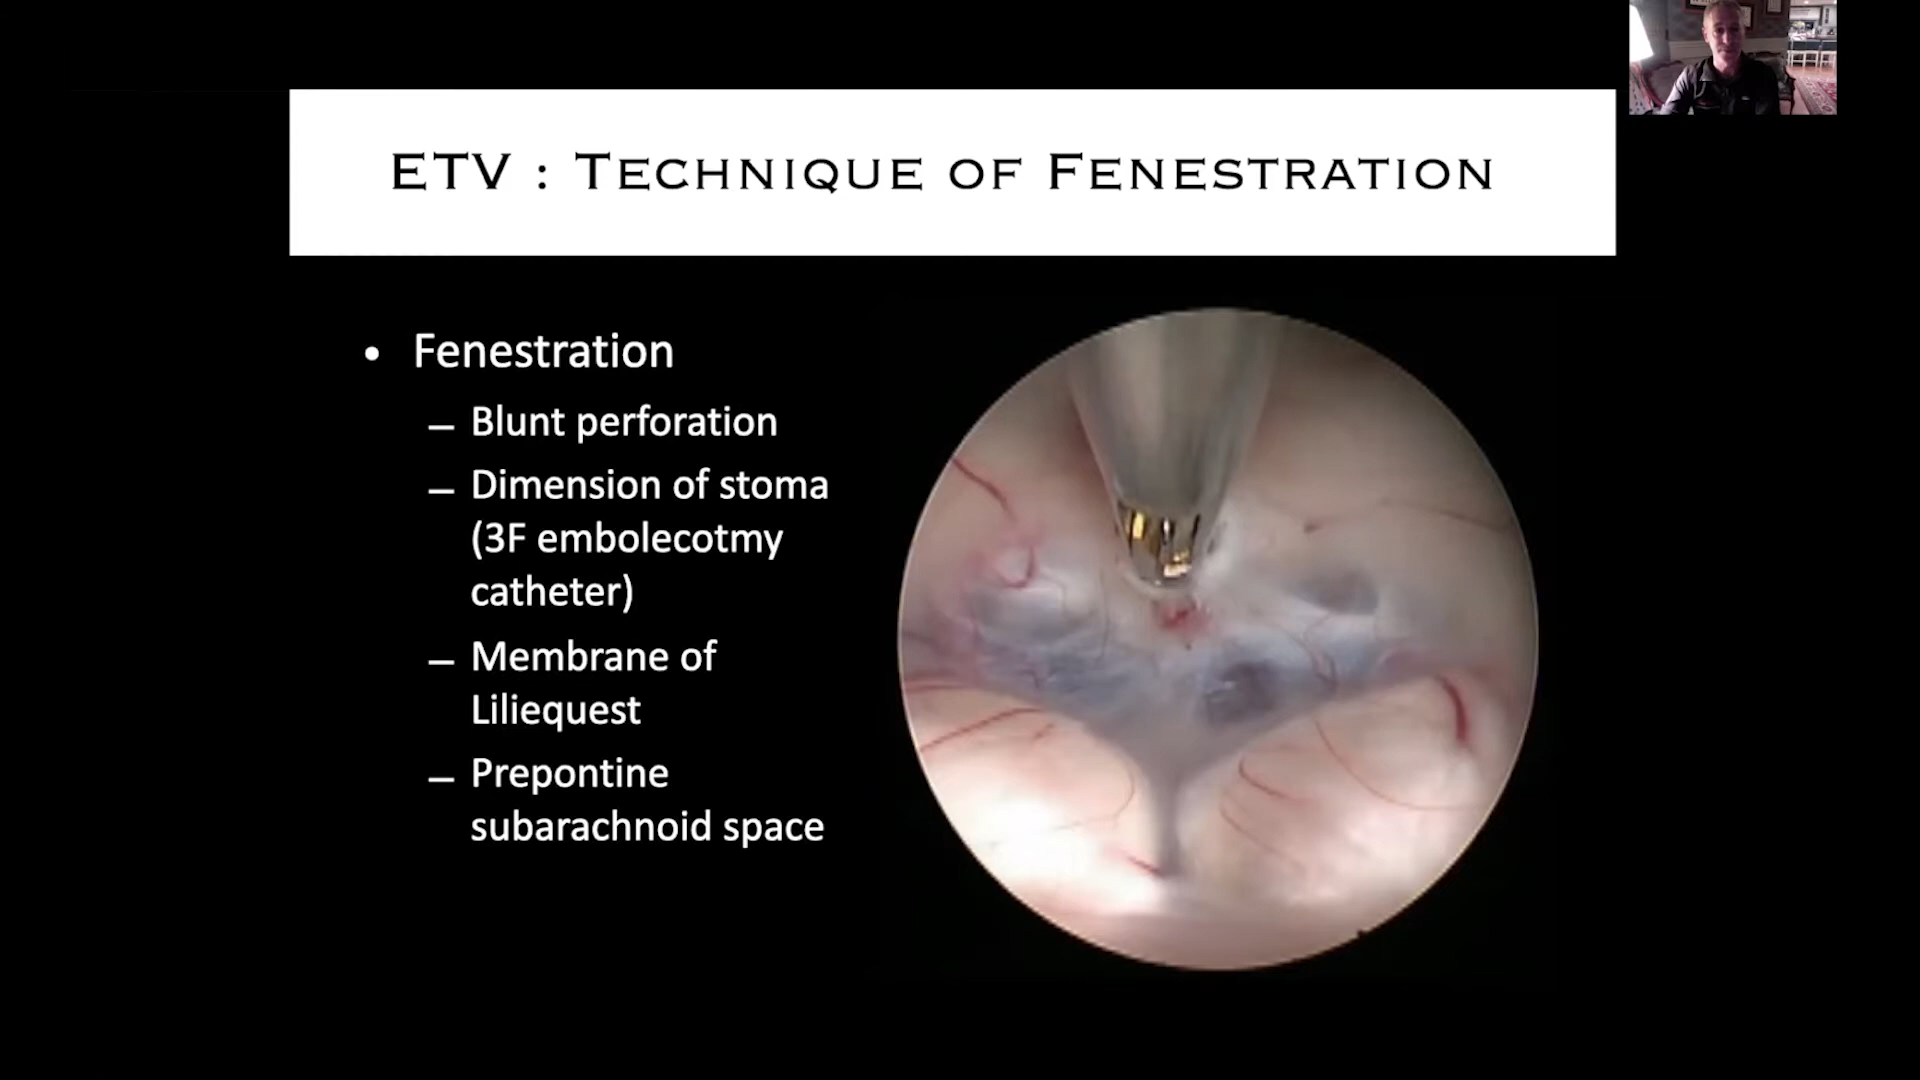 ETV : Technique of Fenestration
• Fenestration
– Blunt perforation
– Dimension of stoma
(3F embolecotmy
catheter)
– Membrane of
Liliequest
– Prepontine
subarachnoid space